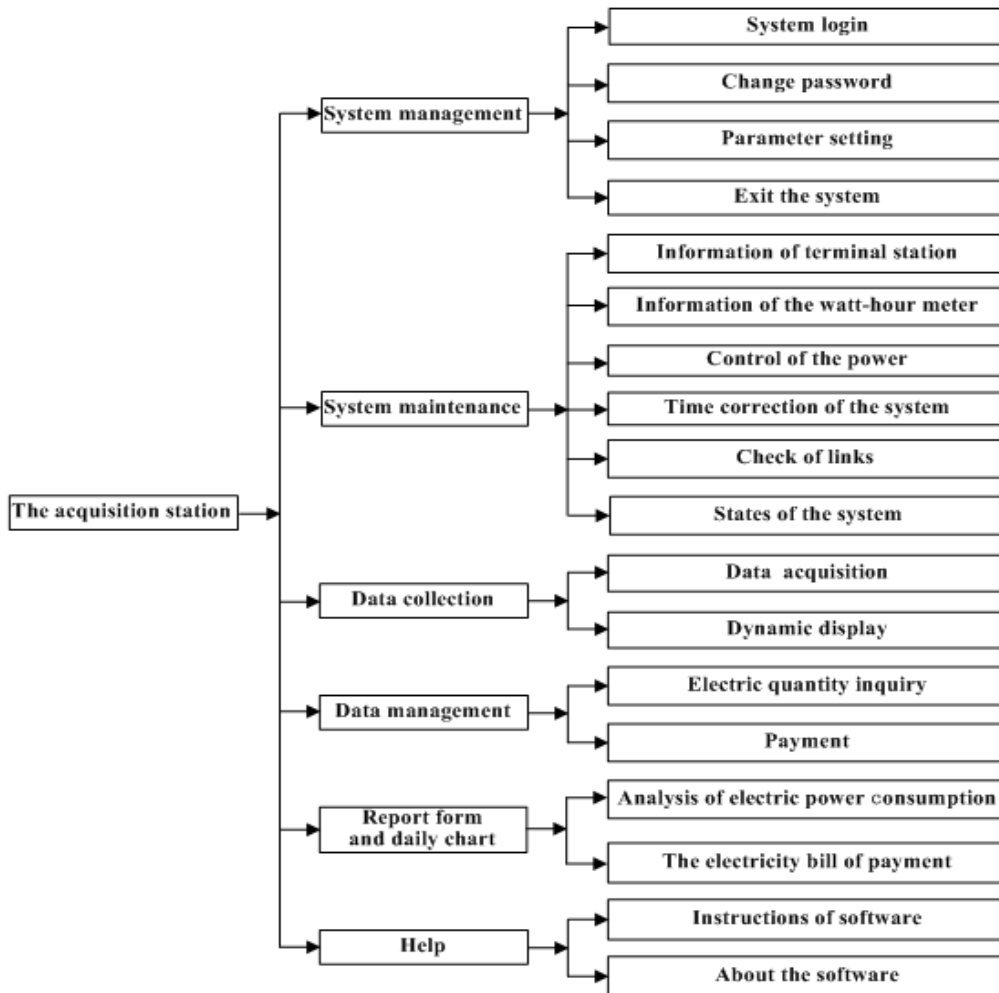 System login
Change password
System management
Parameter setting
Exit the system
Information of terminal station
Information of the watt-hour meter
Control of the power
System maintenance
Time correction of the system
Check of links
States of the system
The acquisition station
Data acquisition
Data collection
Dynamic display
Electric quantity inquiry
Data management
Payment
Analysis of electric power consumption
Report form
and daily chart
The electricity bill of payment
Instructions of software
Help
About the software